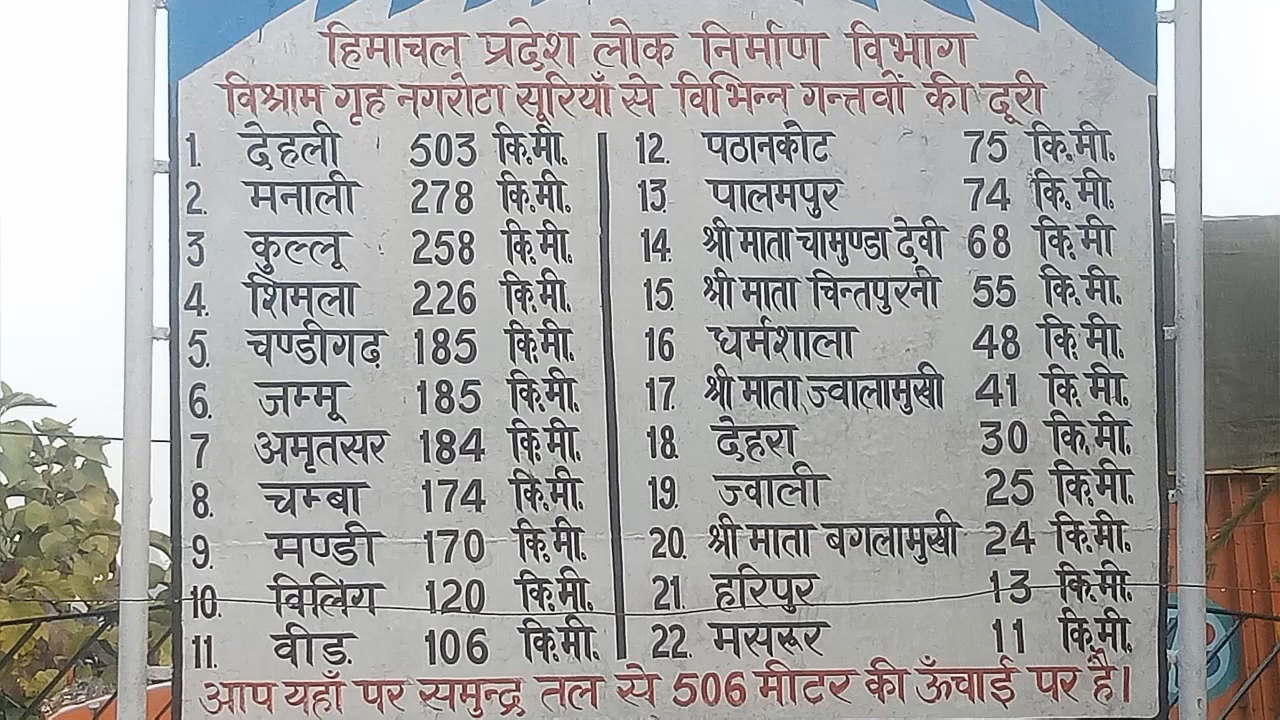 हिमाचल प्रदेश लोक निर्माण विभाग
विश्राम गृह नगरोटा सूरियाँ से विभिन्न गन्तवों की दूरी
1. देहली 503 कि.मी.
2. मनाली 278 कि.मी.
3 कुल्लू 258 कि.मी.
4. शिमला 226 कि.मी.
5. चण्डीगढ़ 185 कि.मी.
6. जम्मू 185 कि.मी.
7 अमृतसर 184 कि.मी.
8. चम्बा 174 कि.मी.
9. मण्डी 170 कि.मी.
10. विलिंग 120 कि.मी.
11. वीड़ 106 कि.मी.
12. पठानकोट 75 कि.मी.
13. पालमपुर 74 कि.मी.
14. श्री माता चामुण्डा देवी 68 कि.मी
15. श्री माता चिन्तपुरनी 55 कि.मी.
16 धर्मशाला 48 कि.मी.
17. श्री माता ज्वालामुखी 41 कि.मी.
18. देहरा 30 कि.मी.
19. ज्वाली 25 कि.मी.
20. श्री माता बगलामुखी 24 कि.मी.
21. हरिपुर 13 कि.मी.
22. मसरूर 11 कि.मी.
आप यहाँ पर समुन्द्र तल से 506 मीटर की ऊँचाई पर है।